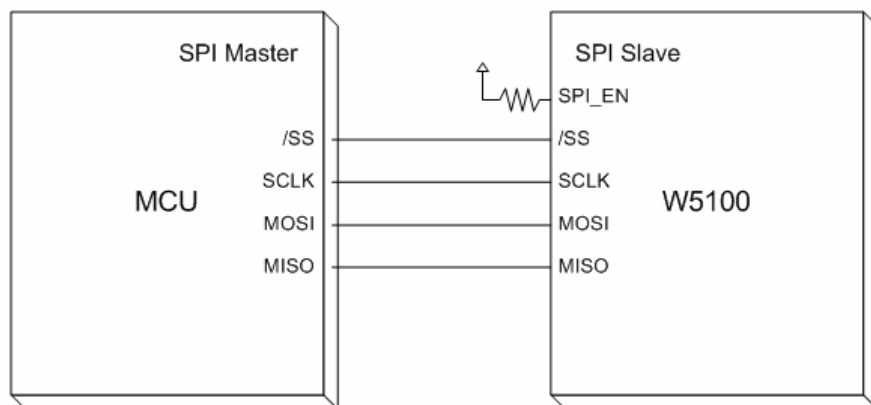 SPI Master
/SS
SCLK
MCU
MOSI
MISO
SPI Slave
SPI_EN
/SS
SCLK
W5100
MOSI
MISO